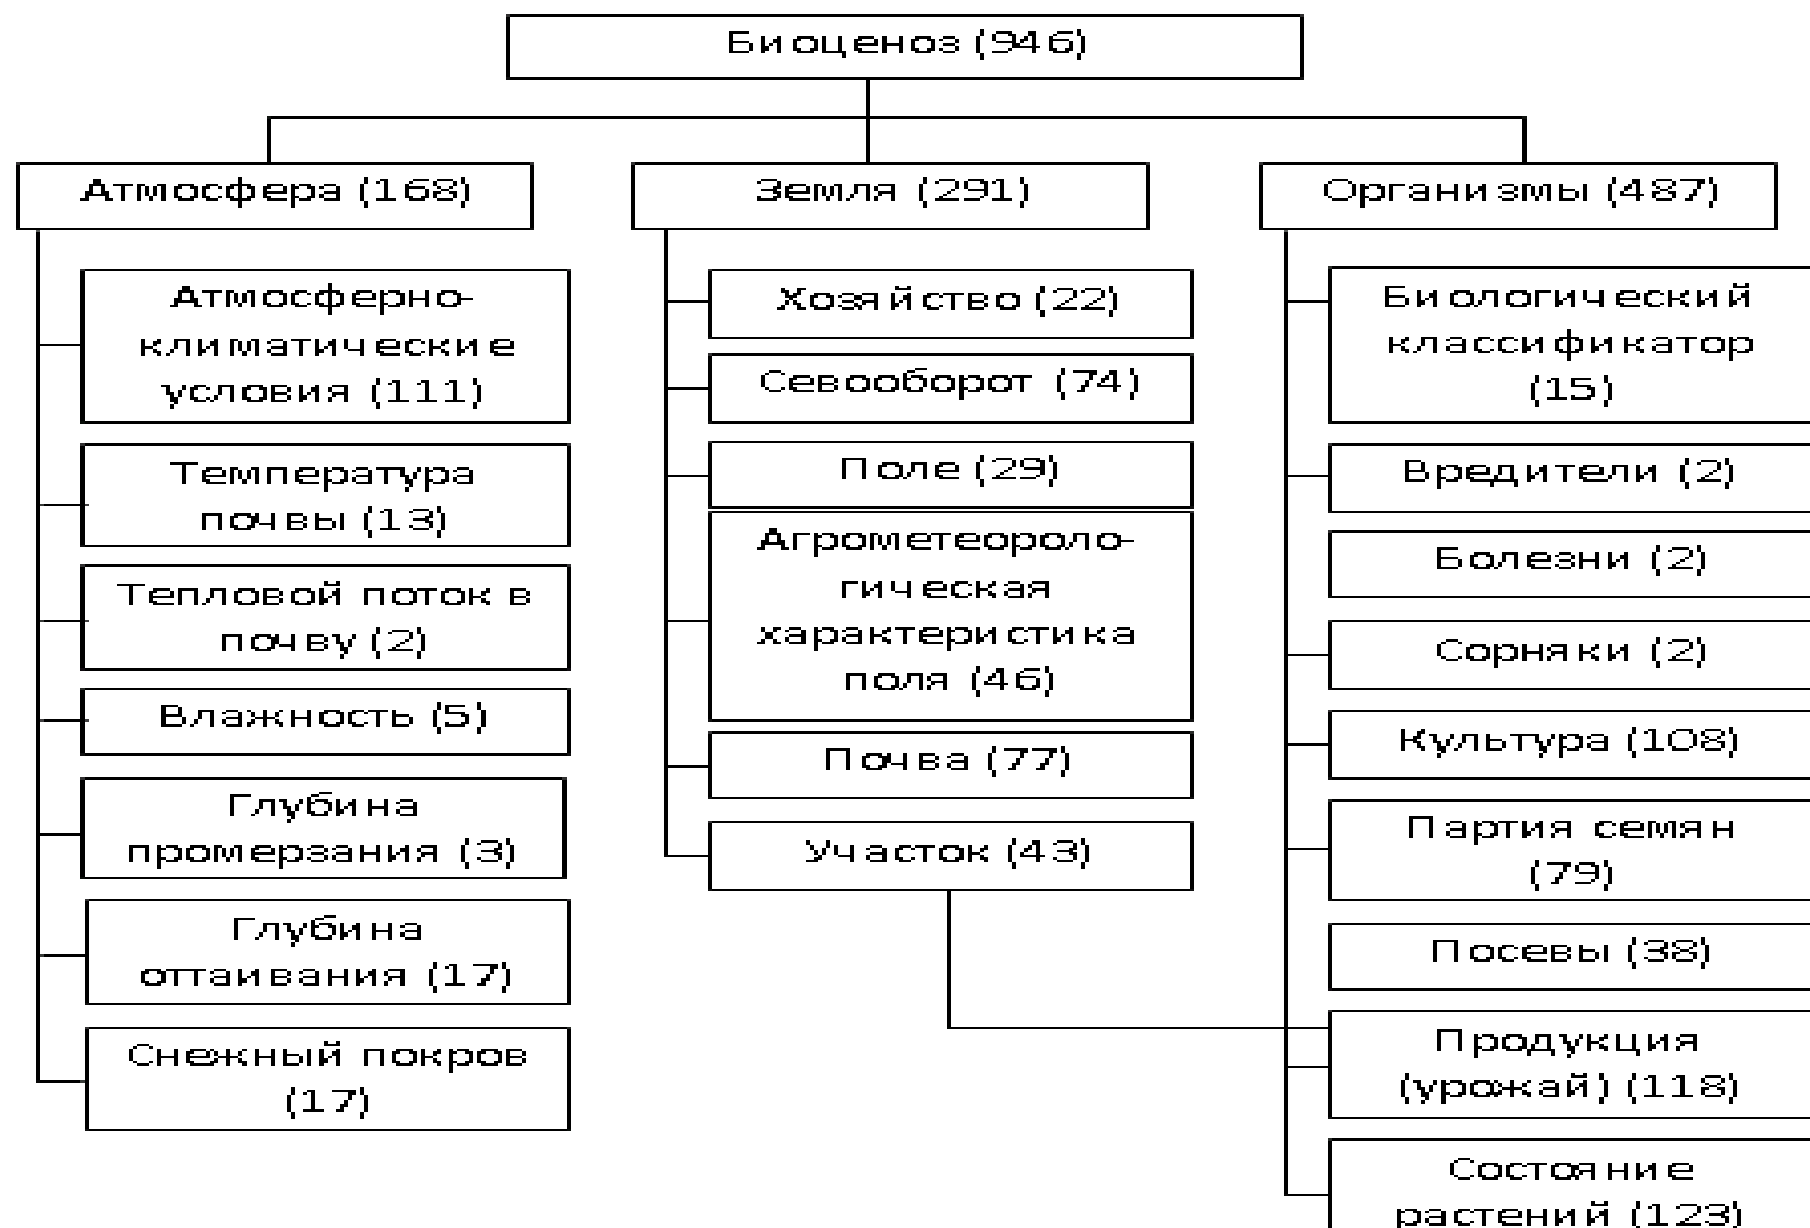 Биоценоз (946)
Атмосфера (168)
Атмосферно-
климатические
условия (111)
Температура
почвы (13)
Тепловой поток в
почву (2)
Влажность (5)
Глубина
промерзания (3)
Глубина
оттаивания (17)
Снежный покров
(17)
Земля (291)
Хозяйство (22)
Севооборот (74)
Поле (29)
Агрометеороло-
гическая
характеристика
поля (46)
Почва (77)
Участок (43)
Организмы (487)
Биологический
классификатор
(15)
Вредители (2)
Болезни (2)
Сорняки (2)
Культура (108)
Партия семян
(79)
Посевы (38)
Продукция
(урожай) (118)
Состояние
растений (123)